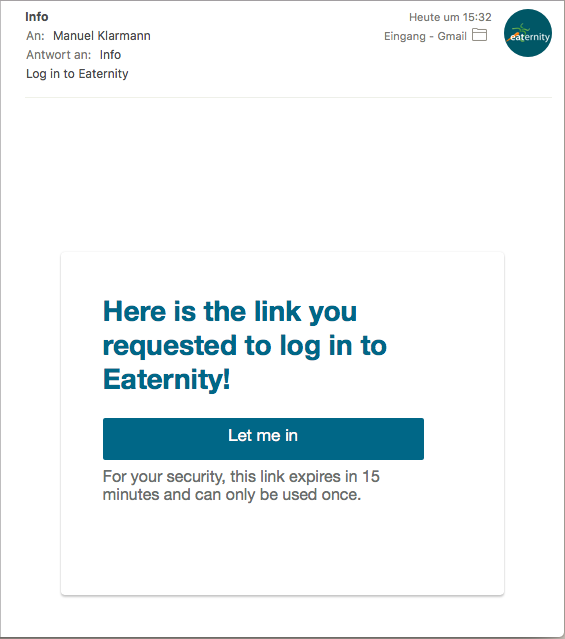 Info
Heute um 15:32
An: Manuel Klarmann
Eingang - Gmail
Antwort an: Info
Log in to Eaternity
eaternity
Here is the link you
requested to log in to
Eaternity!
Let me in
For your security, this link expires in 15
minutes and can only be used once.